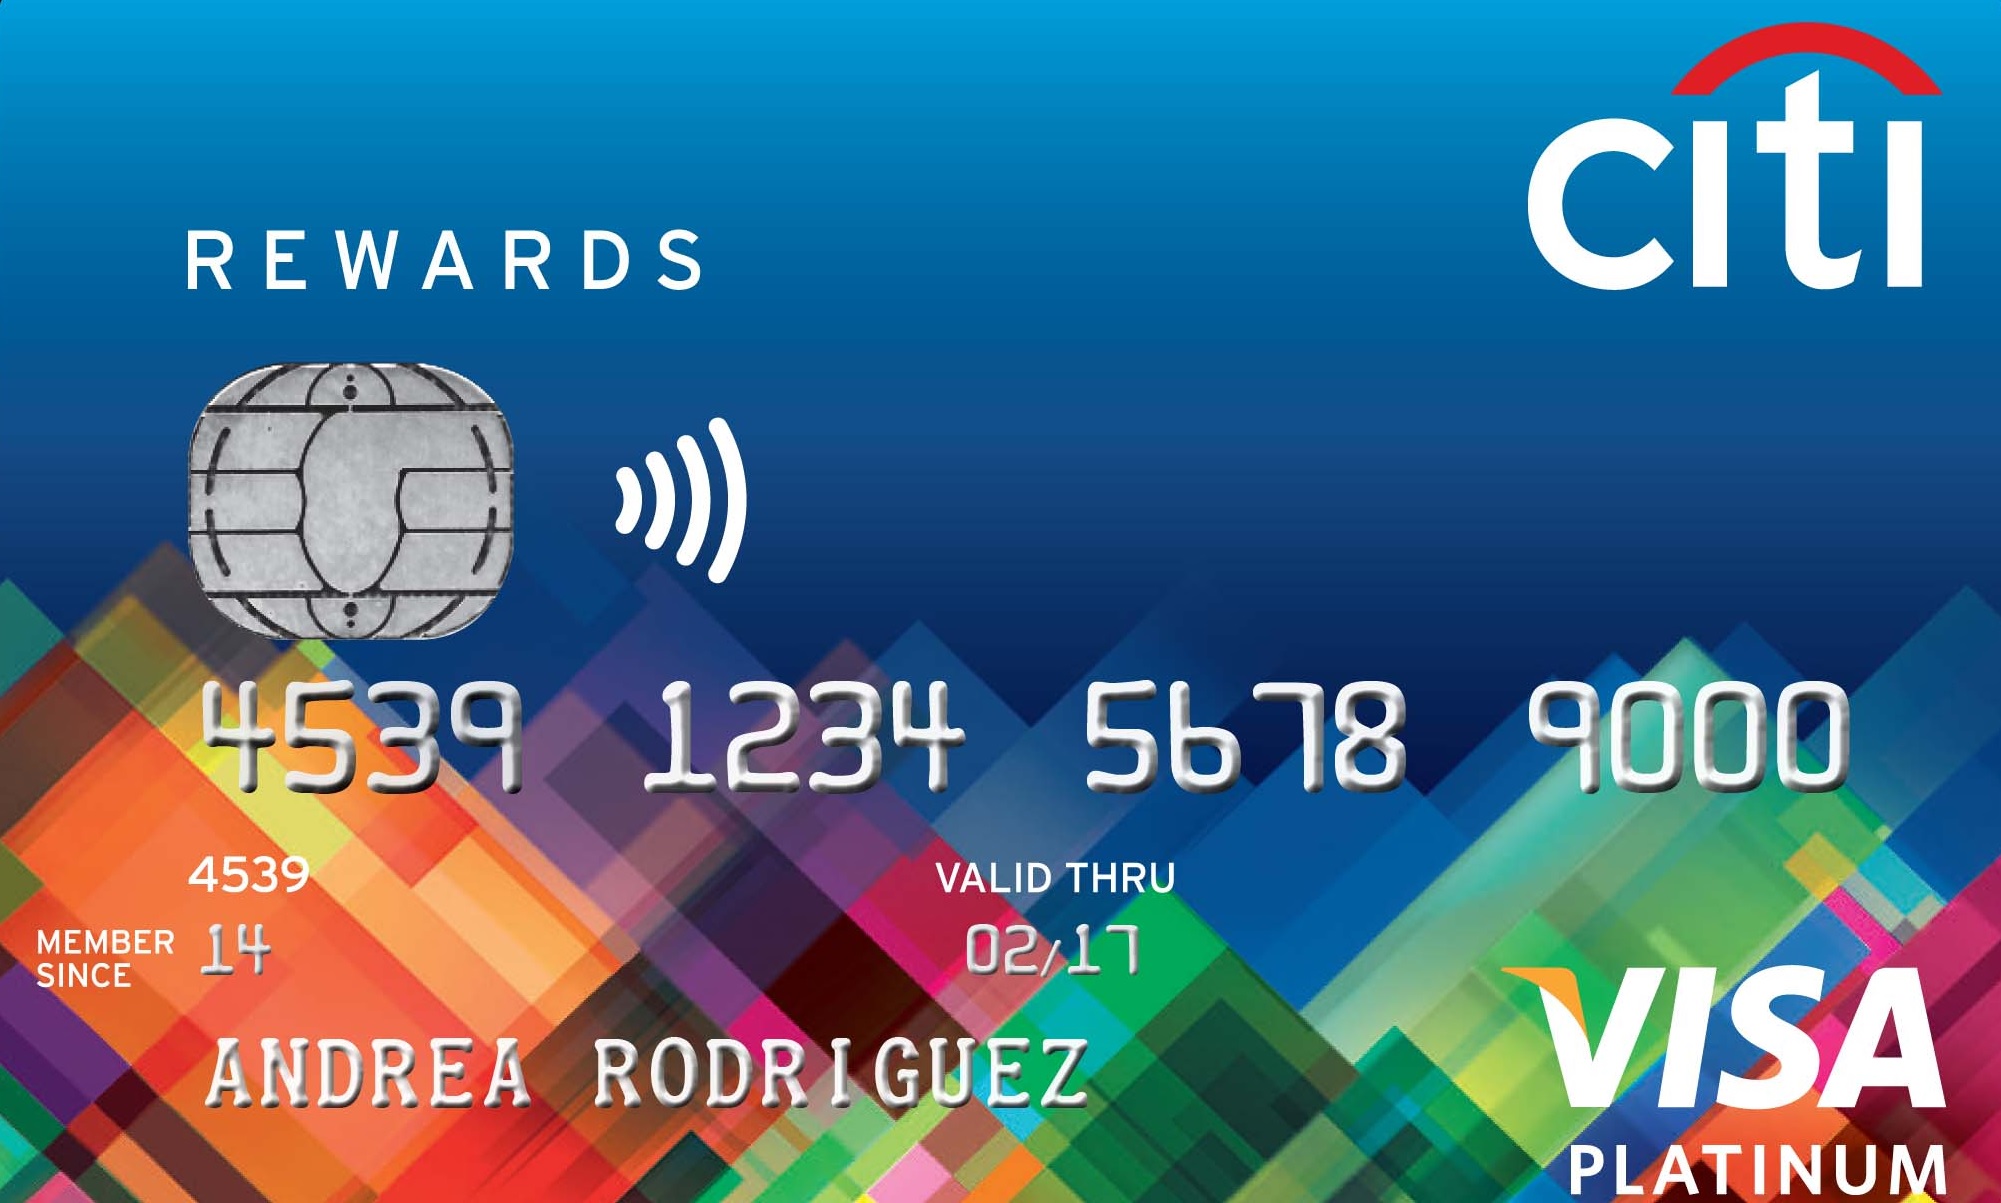 citi
REWARDS
4539 1234 5678 9000
4539
VALID THRU
MEMBER SINCE 14
02/17
ANDREA RODRIGUEZ
VISA
PLATINUM